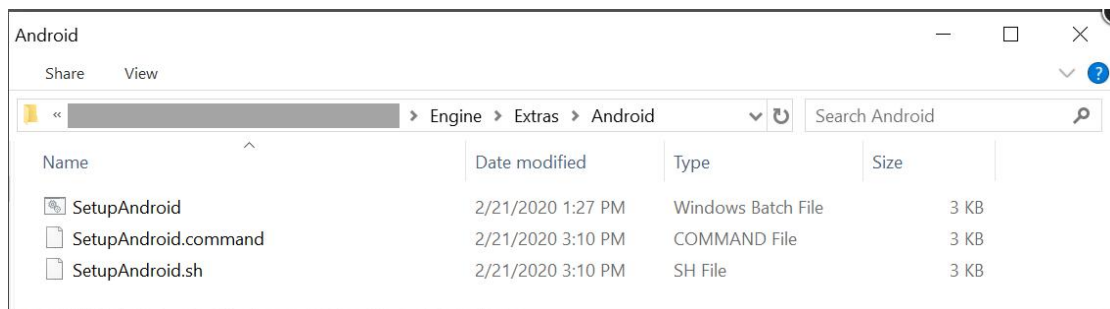 Android
Share View
« > Engine > Extras > Android Search Android
Name Date modified Type Size
SetupAndroid 2/21/2020 1:27 PM Windows Batch File 3 KB
SetupAndroid.command 2/21/2020 3:10 PM COMMAND File 3 KB
SetupAndroid.sh 2/21/2020 3:10 PM SH File 3 KB